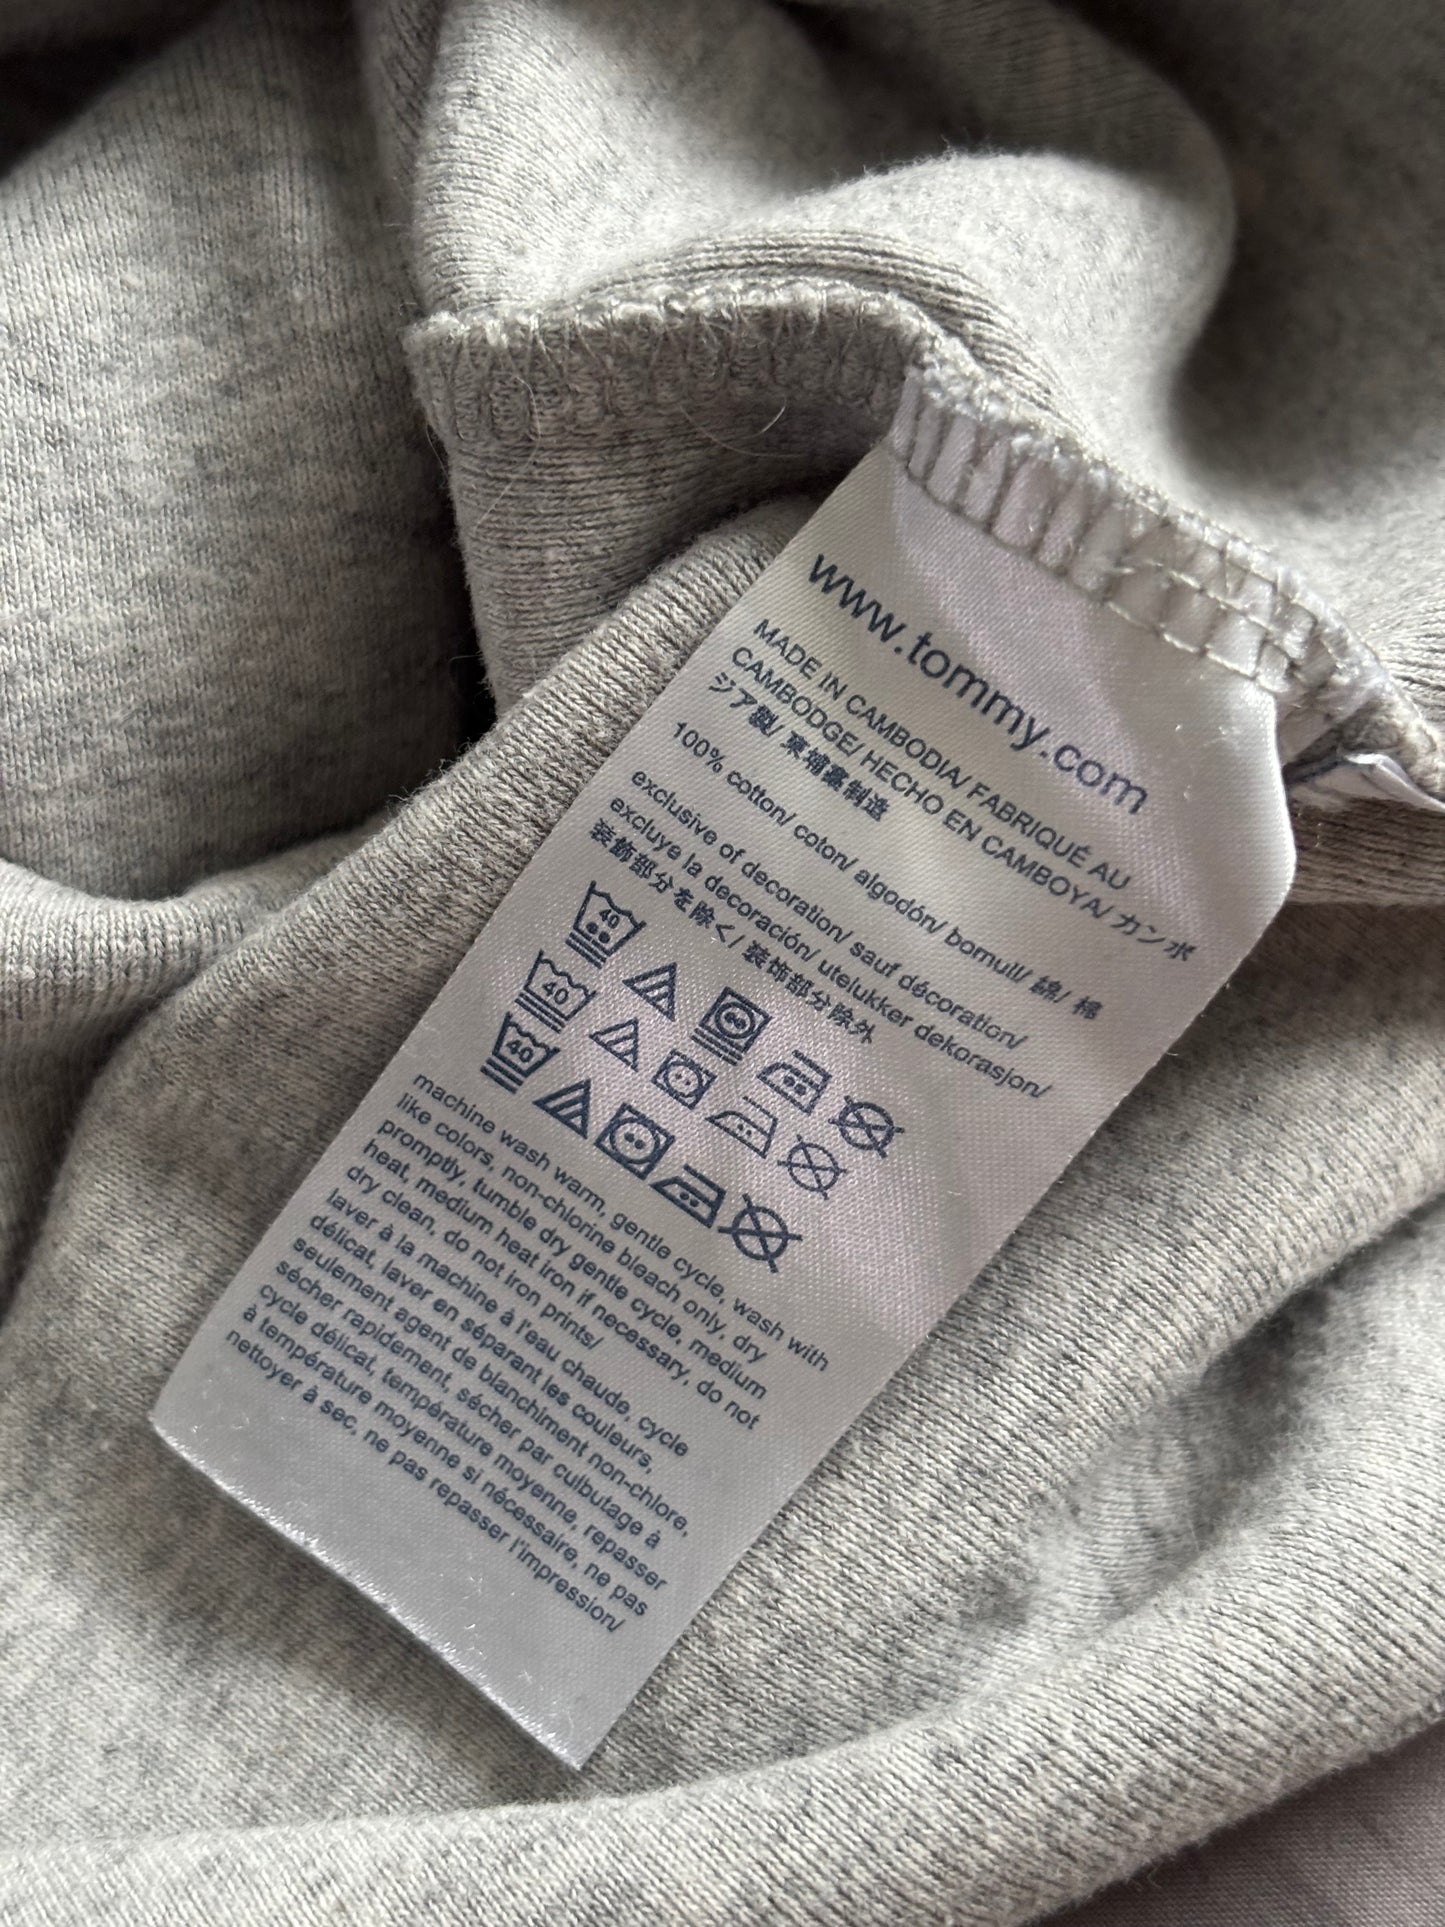 www.tommy.com
MADE IN CAMBODIA/ FABRIQUÉ AU
CAMBODGE/ HECHO EN CAMBOYA/ カンボ
ジア製/ 柬埔寨制造
100% cotton/ coton/ algodón/ bomull/ 綿/ 棉
exclusive of decoration/ sauf décoration/
excluye la decoración/ utelukker dekorasjon/
装飾部分を除く/ 装饰部分除外
40
40
40
machine wash warm, gentle cycle, wash with
like colors, non-chlorine bleach only, dry
promptly, tumble dry gentle cycle, medium
heat, medium heat iron if necessary, do not
dry clean, do not iron prints/
laver à la machine à l'eau chaude, cycle
délicat, laver en séparant les couleurs,
seulement agent de blanchiment non-chlore,
sécher rapidement, sécher par culbutage à
cycle délicat, température moyenne, repasser
à température moyenne si nécessaire, ne pas
nettoyer à sec, ne pas repasser l'impression/